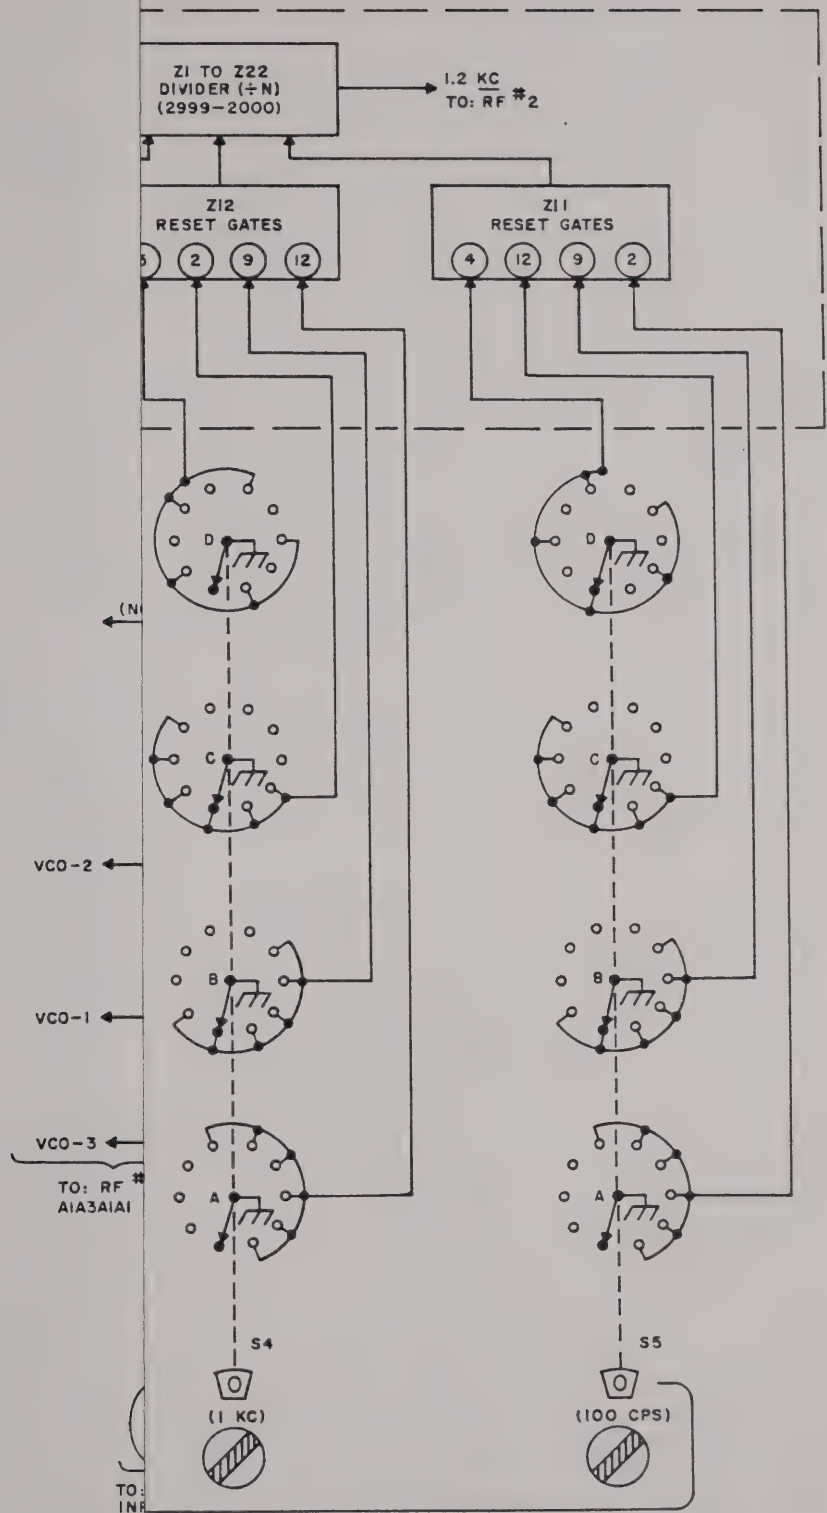 Z1 TO Z22
DIVIDER (÷N)
(2999-2000)
1.2 KC
TO: RF #2
Z12
RESET GATES
2 9 12
Z11
RESET GATES
4 12 9 2
D
D
C
C
VCO-2
B
B
VCO-1
VCO-3
TO: RF #
A1A3A1A1
A
A
S4
S5
0
0
(1 KC)
(100 CPS)
TO: